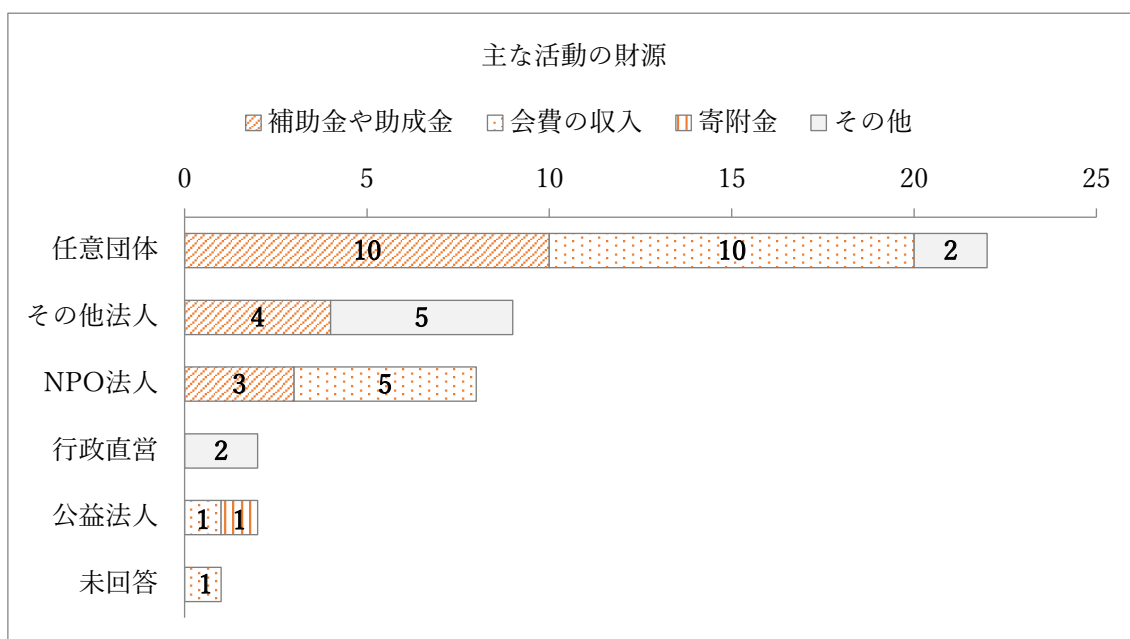 主な活動の財源
補助金や助成金 会費の収入 寄附金 その他
0 5 10 15 20 25
任意団体 10 10 2
その他法人 4 5
NPO法人 3 5
行政直営 2
公益法人 1 1
未回答 1